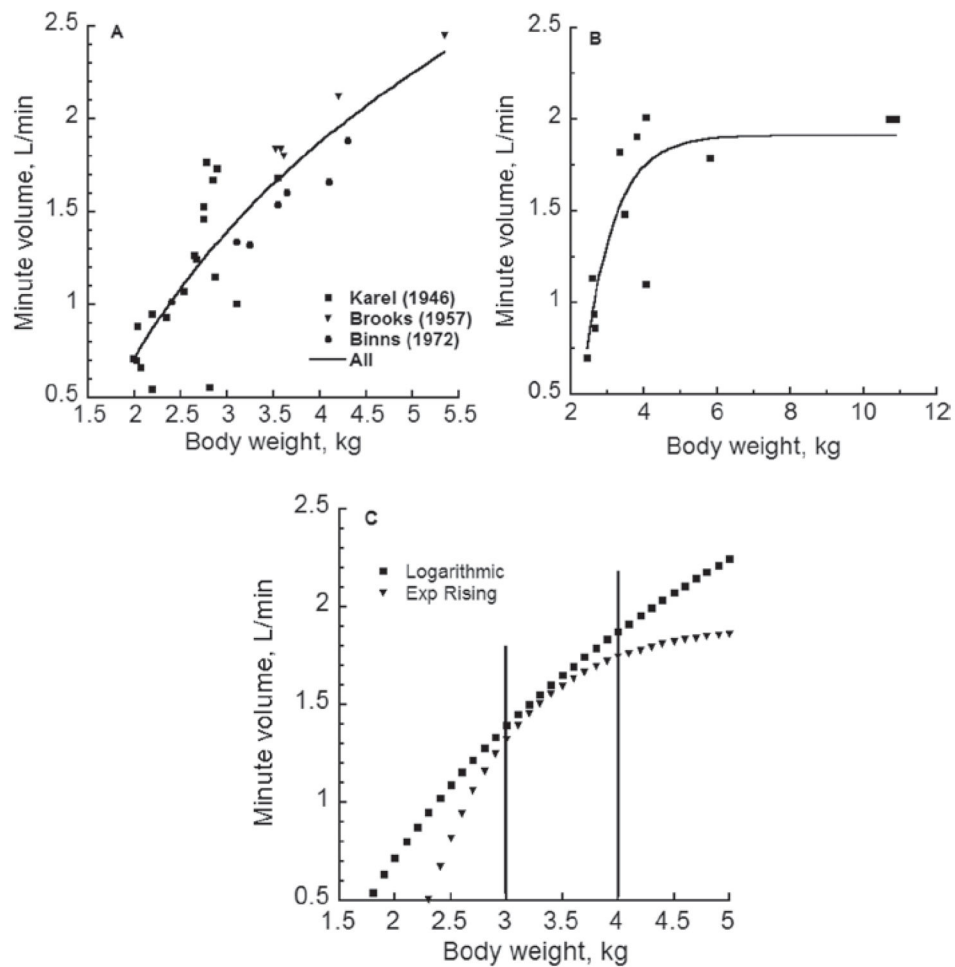 A
Minute volume, L/min
2.5
2
1.5
1
0.5
Karel (1946)
Brooks (1957)
Binns (1972)
All
1.5 2 2.5 3 3.5 4 4.5 5 5.5
Body weight, kg
B
Minute volume, L/min
2.5
2
1.5
1
0.5
2 4 6 8 10 12
Body weight, kg
C
Minute volume, L/min
2.5
2
1.5
1
0.5
Logarithmic
Exp Rising
1.5 2 2.5 3 3.5 4 4.5 5
Body weight, kg